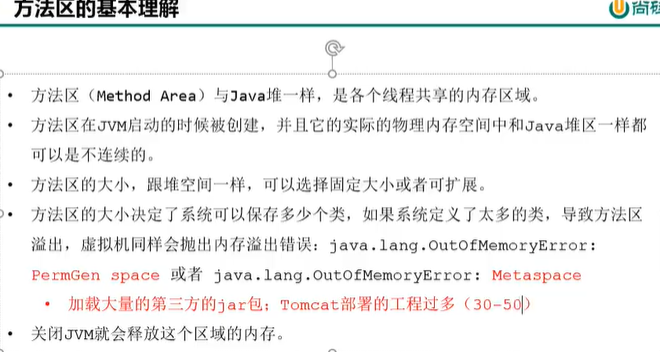 方法区的基本理解
尚硅
• 方法区（Method Area）与Java堆一样，是各个线程共享的内存区域。
• 方法区在JVM启动的时候被创建，并且它的实际的物理内存空间中和Java堆区一样都
可以是不连续的。
• 方法区的大小，跟堆空间一样，可以选择固定大小或者可扩展。
• 方法区的大小决定了系统可以保存多少个类，如果系统定义了太多的类，导致方法区
溢出，虚拟机同样会抛出内存溢出错误：java.lang.OutOfMemoryError:
PermGen space 或者 java.lang.OutOfMemoryError: Metaspace
• 加载大量的第三方的jar包；Tomcat部署的工程过多（30-50）
• 关闭JVM就会释放这个区域的内存。